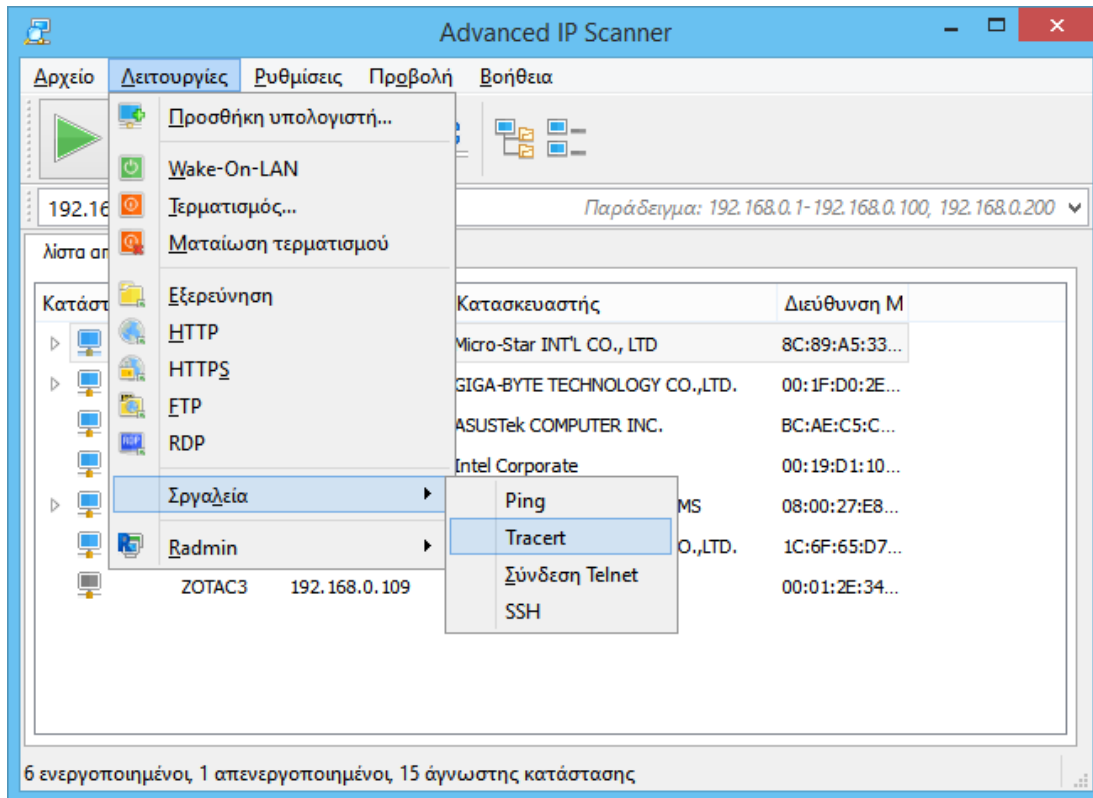 Advanced IP Scanner
Αρχείο Λειτουργίες Ρυθμίσεις Προβολή Βοήθεια
Προσθήκη υπολογιστή...
Wake-On-LAN
192.16 Παράδειγμα: 192.168.0.1-192.168.0.100, 192.168.0.200
Τερματισμός...
Ματαίωση τερματισμού
λίστα απ
Εξερεύνηση
Κατάστ Κατασκευαστής Διεύθυνση M
HTTP
Micro-Star INT'L CO., LTD 8C:89:A5:33...
HTTPS
GIGA-BYTE TECHNOLOGY CO.,LTD. 00:1F:D0:2E...
FTP
ASUSTek COMPUTER INC. BC:AE:C5:C...
RDP
Intel Corporate 00:19:D1:10...
Σργαλεία
Ping
MS 08:00:27:E8...
Radmin
Tracert
O.,LTD. 1C:6F:65:D7...
Σύνδεση Telnet
ZOTAC3 192.168.0.109 00:01:2E:34...
SSH
6 ενεργοποιημένοι, 1 απενεργοποιημένοι, 15 άγνωστης κατάστασης